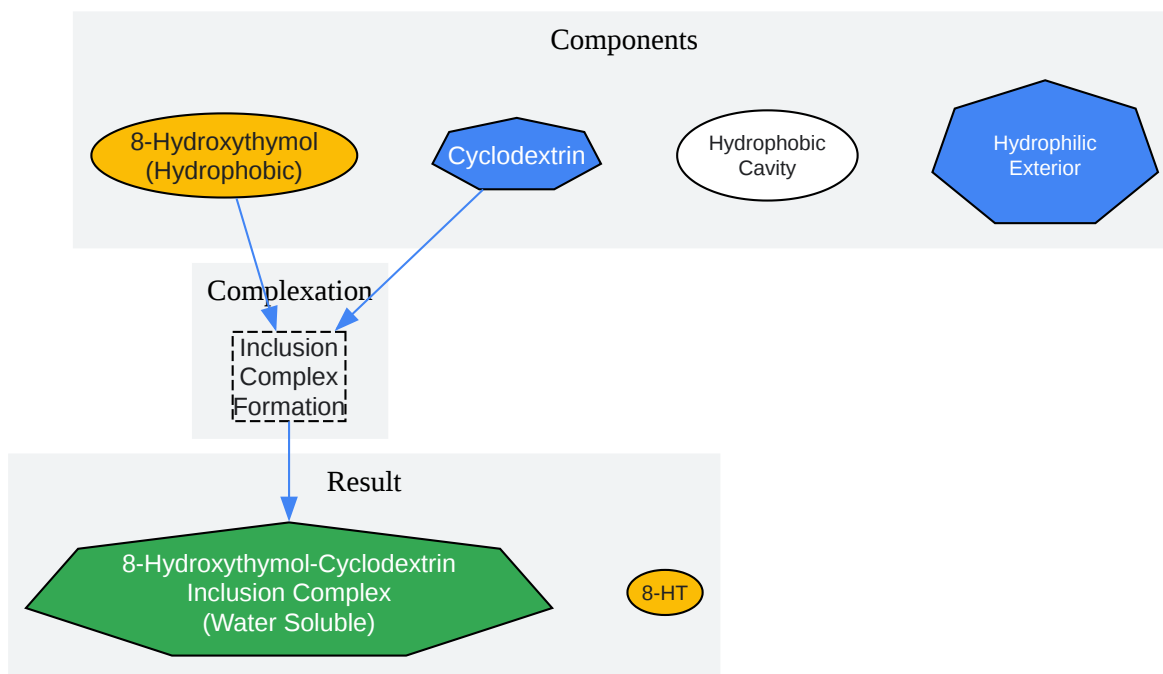 Components
8-Hydroxythymol
(Hydrophobic)
Cyclodextrin
Hydrophobic
Cavity
Hydrophilic
Exterior
Complexation
Inclusion
Complex
Formation
Result
8-Hydroxythymol-Cyclodextrin
Inclusion Complex
(Water Soluble)
8-HT